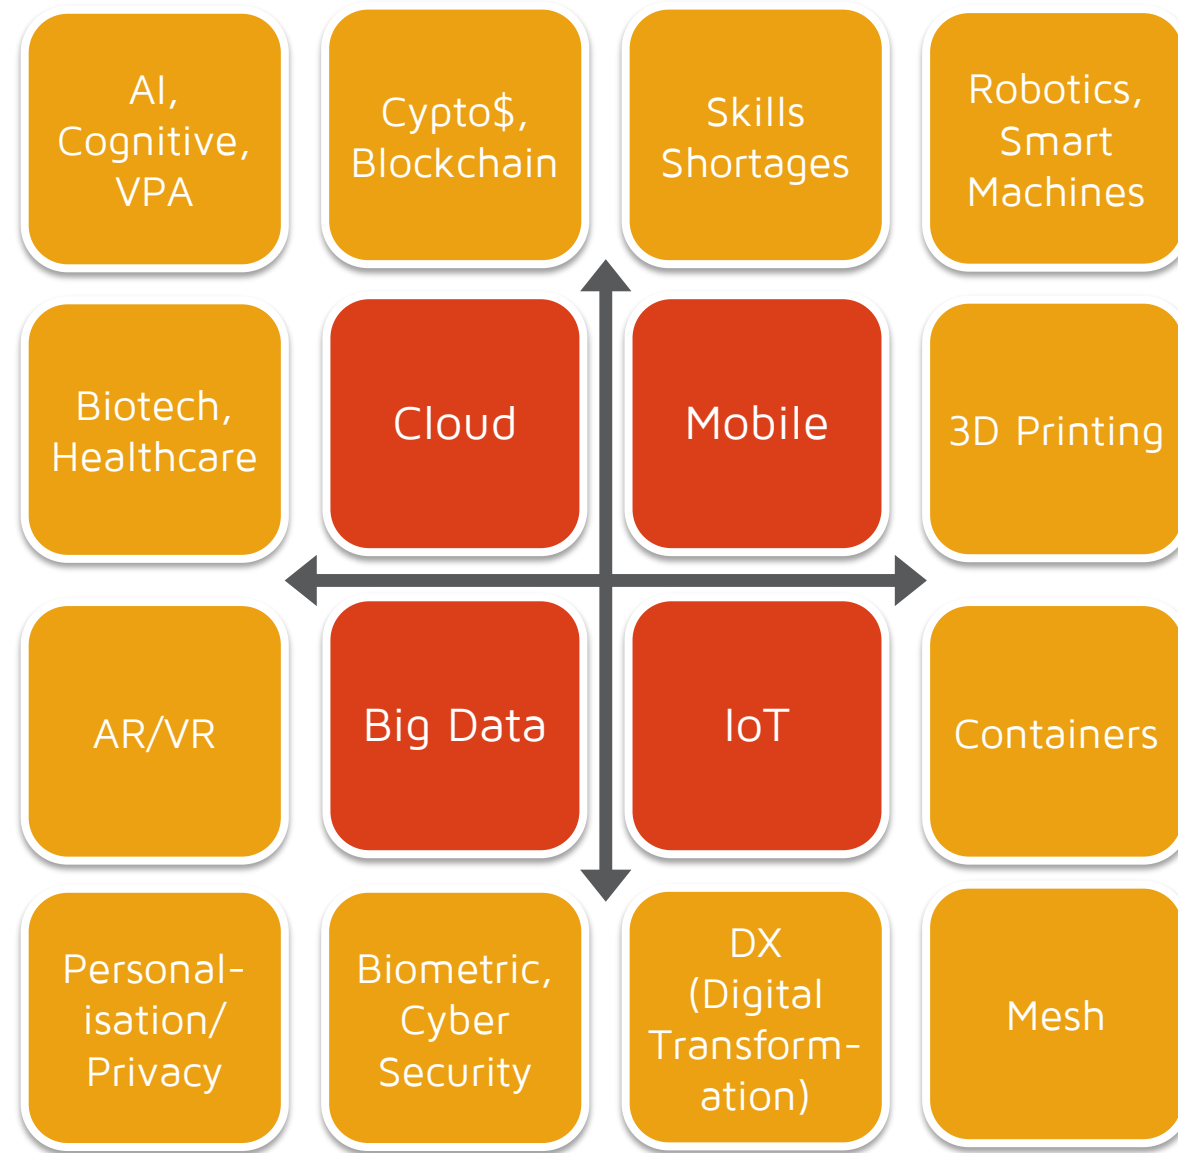 AI,
Cognitive,
VPA
Cypto$,
Blockchain
Skills
Shortages
Robotics,
Smart
Machines
Biotech,
Healthcare
Cloud
Mobile
3D Printing
AR/VR
Big Data
IoT
Containers
Personal-
isation/
Privacy
Biometric,
Cyber
Security
DX
(Digital
Transform-
ation)
Mesh